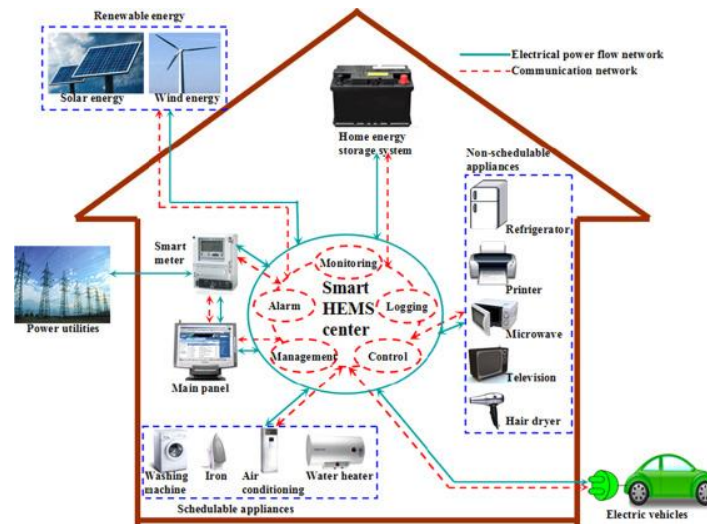 Renewable energy
Solar energy
Wind energy
Electrical power flow network
Communication network
Home energy
storage system
Non-schedulable
appliances
Refrigerator
Printer
Microwave
Television
Hair dryer
Smart
meter
Power utilities
Main panel
Monitoring
Smart
HEMS
center
Alarm
Logging
Management
Control
Washing
machine
Iron
Air
conditioning
Water heater
Schedulable appliances
Electric vehicles